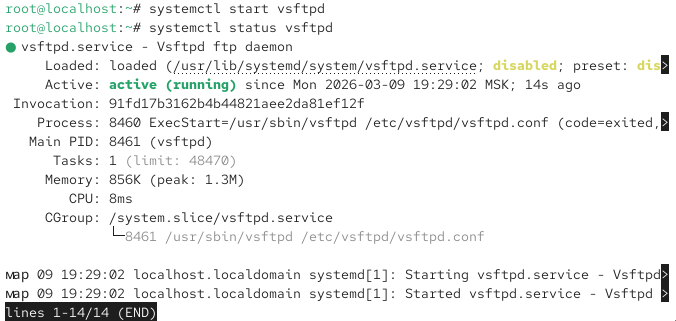 root@localhost:~# systemctl start vsftpd
root@localhost:~# systemctl status vsftpd
● vsftpd.service - Vsftpd ftp daemon
     Loaded: loaded (/usr/lib/systemd/system/vsftpd.service; disabled; preset: dis>
     Active: active (running) since Mon 2026-03-09 19:29:02 MSK; 14s ago
 Invocation: 91fd17b3162b4b44821aee2da81ef12f
    Process: 8460 ExecStart=/usr/sbin/vsftpd /etc/vsftpd/vsftpd.conf (code=exited,>
   Main PID: 8461 (vsftpd)
      Tasks: 1 (limit: 48470)
     Memory: 856K (peak: 1.3M)
        CPU: 8ms
     CGroup: /system.slice/vsftpd.service
             └─8461 /usr/sbin/vsftpd /etc/vsftpd/vsftpd.conf
мар 09 19:29:02 localhost.localdomain systemd[1]: Starting vsftpd.service - Vsftpd>
мар 09 19:29:02 localhost.localdomain systemd[1]: Started vsftpd.service - Vsftpd >
lines 1-14/14 (END)